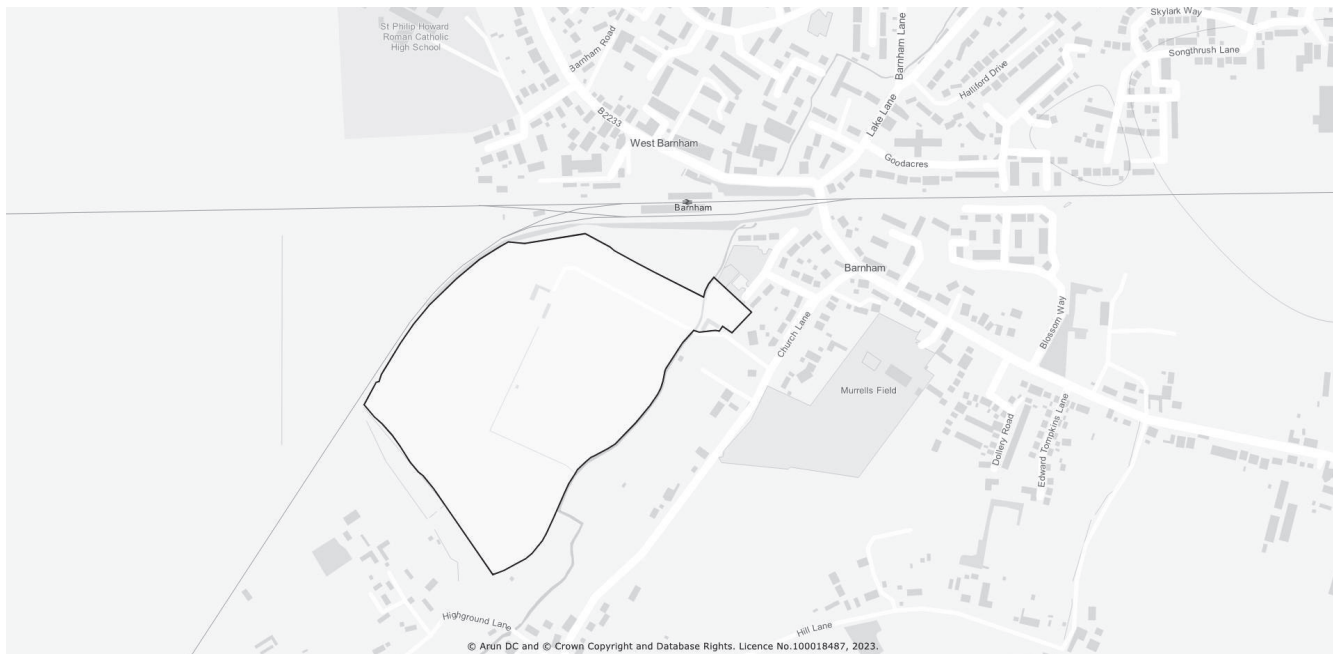 Skylark Way
St Philip Howard
Roman Catholic
High School
Barnham Road
Barnham Lane
Songthrush Lane
Halliford Drive
B2233
Lake Lane
West Barnham
Goodacres
Barnham
Barnham
Church Lane
Blossom Way
Murrells Field
Dollery Road
Edward Tompkins Lane
Highground Lane
Hill Lane
© Arun DC and © Crown Copyright and Database Rights. Licence No.100018487, 2023.